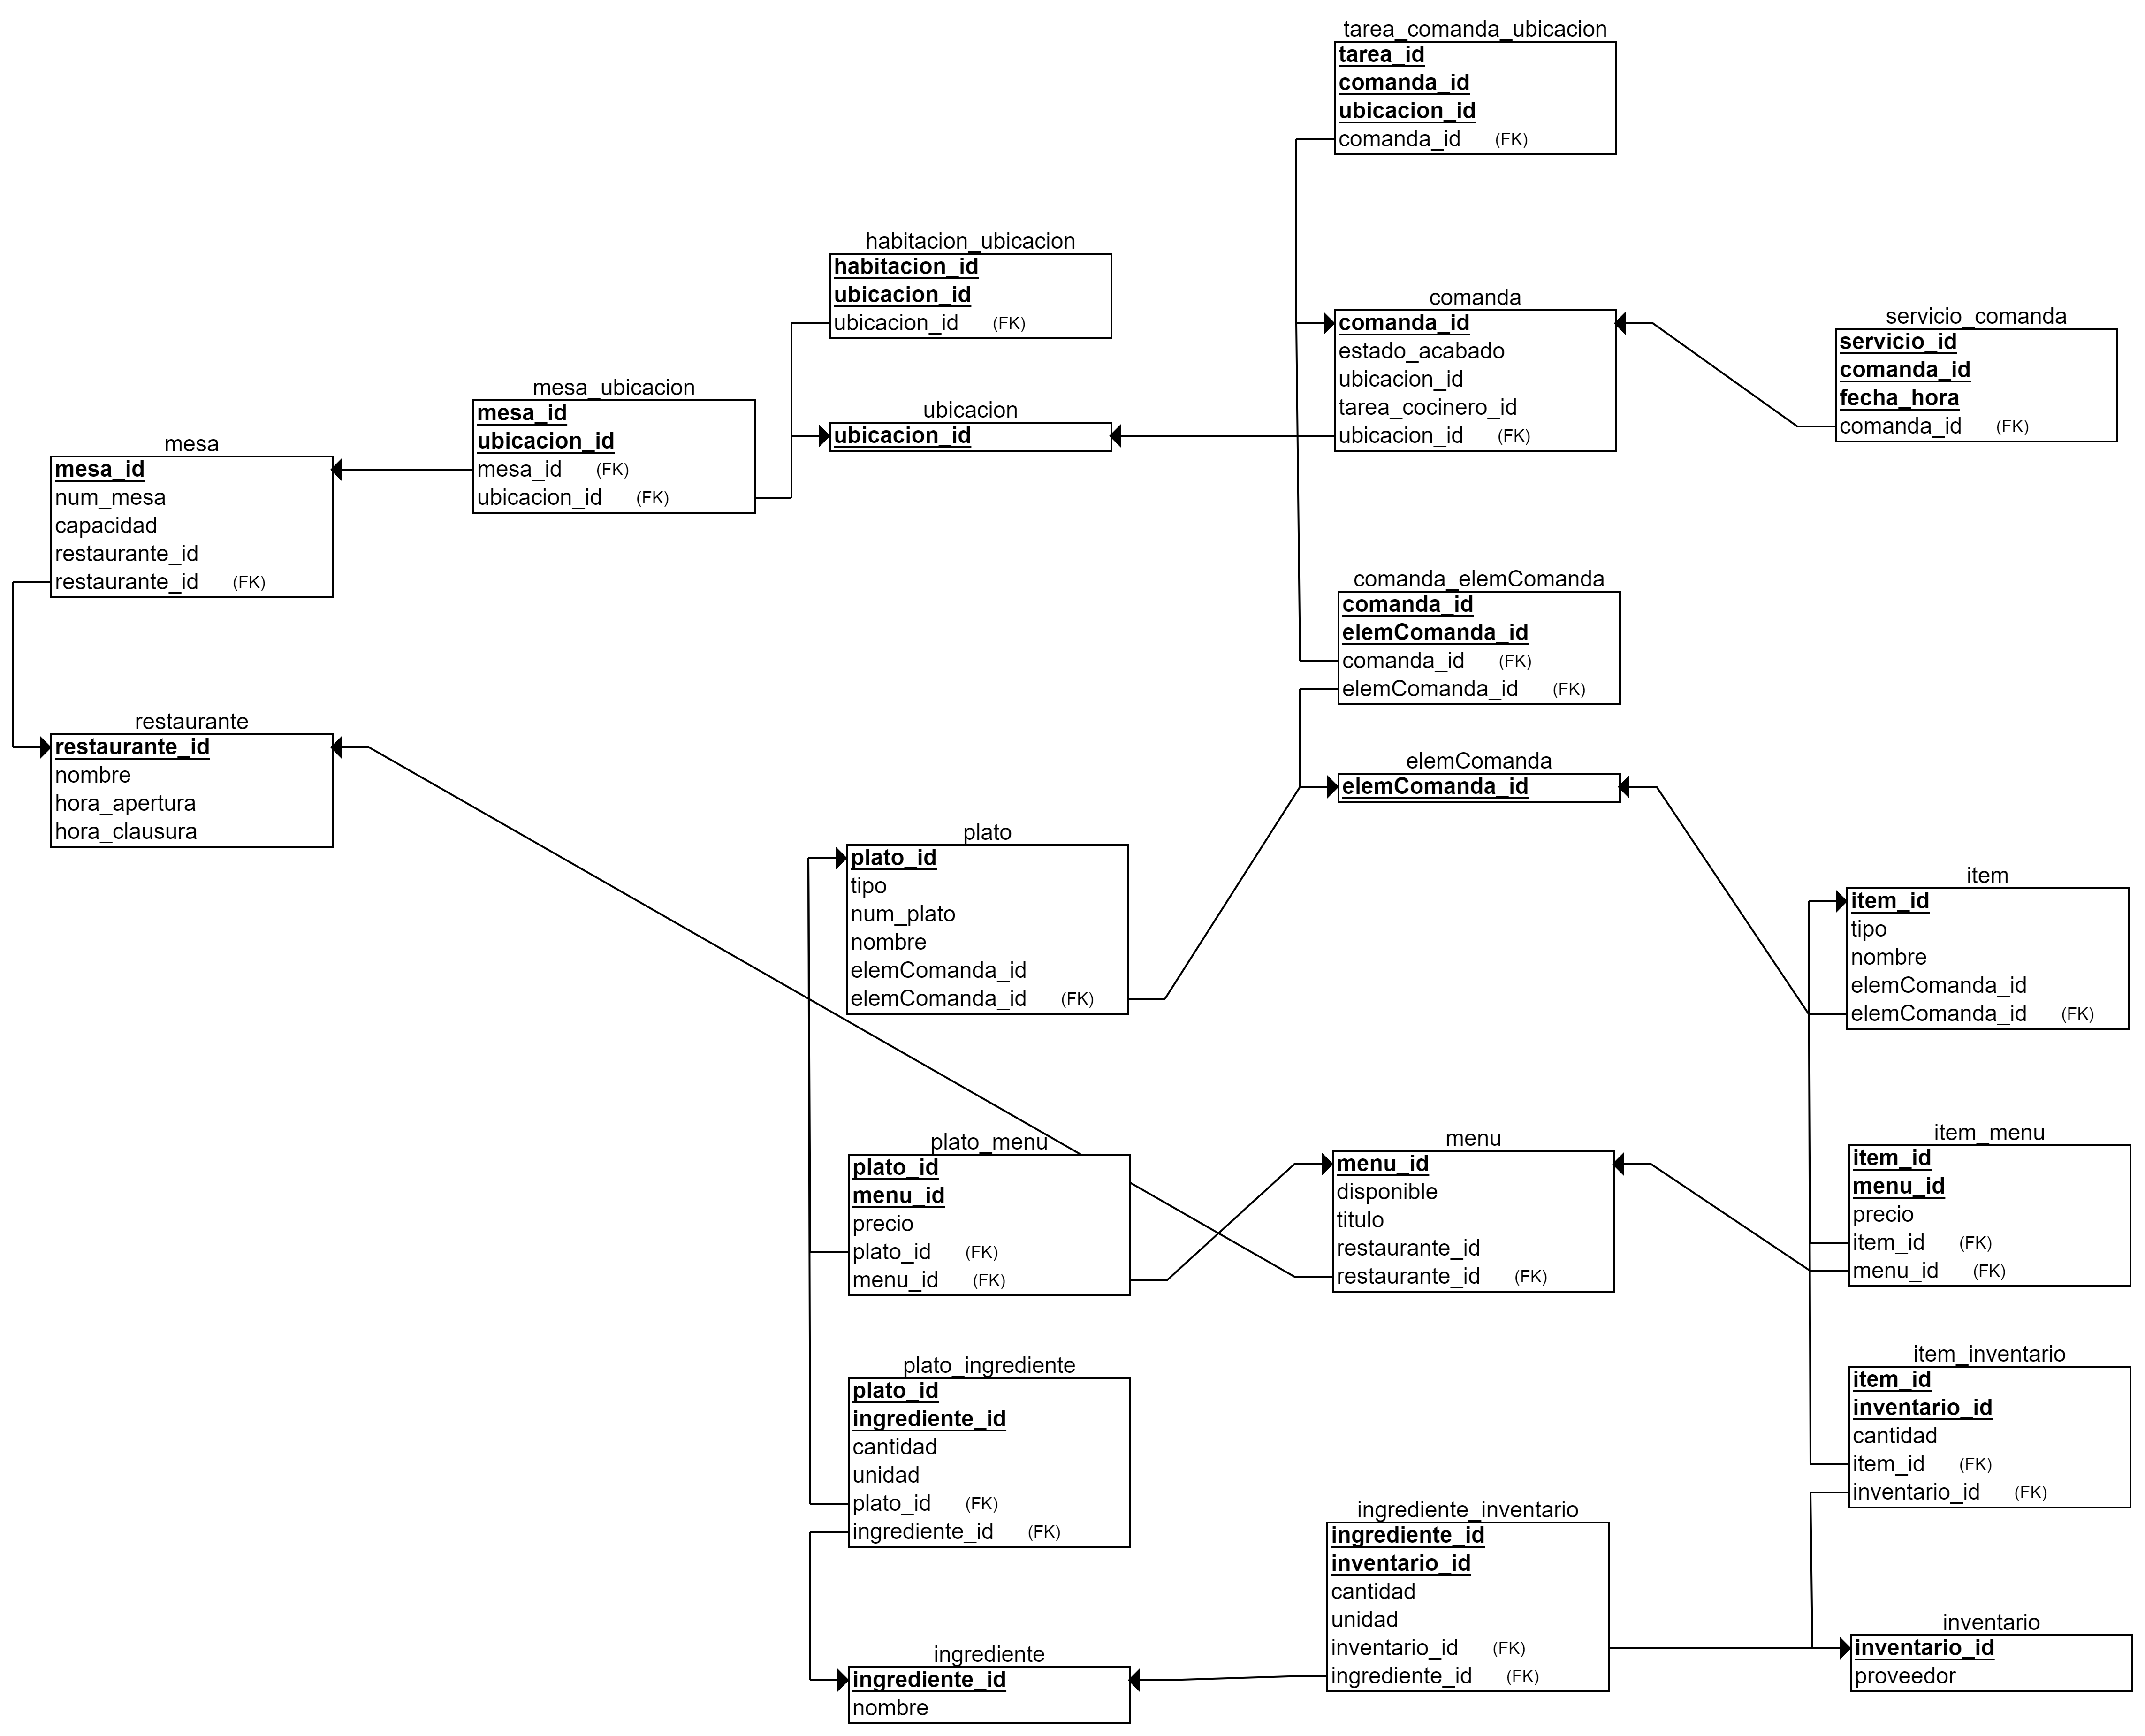 tarea_comanda_ubicacion
tarea_id
comanda_id
ubicacion_id
comanda_id (FK)
habitacion_ubicacion
habitacion_id
ubicacion_id
ubicacion_id (FK)
comanda
comanda_id
estado_acabado
ubicacion_id
tarea_cocinero_id
ubicacion_id (FK)
servicio_comanda
servicio_id
comanda_id
fecha_hora
comanda_id (FK)
mesa_ubicacion
mesa_id
ubicacion_id
mesa_id (FK)
ubicacion_id (FK)
ubicacion
ubicacion_id
mesa
mesa_id
num_mesa
capacidad
restaurante_id
restaurante_id (FK)
comanda_elemComanda
comanda_id
elemComanda_id
comanda_id (FK)
elemComanda_id (FK)
restaurante
restaurante_id
nombre
hora_apertura
hora_clausura
elemComanda
elemComanda_id
plato
plato_id
tipo
num_plato
nombre
elemComanda_id
elemComanda_id (FK)
item
item_id
tipo
nombre
elemComanda_id
elemComanda_id (FK)
plato_menu
plato_id
menu_id
precio
plato_id (FK)
menu_id (FK)
menu
menu_id
disponible
titulo
restaurante_id
restaurante_id (FK)
item_menu
item_id
menu_id
precio
item_id (FK)
menu_id (FK)
plato_ingrediente
plato_id
ingrediente_id
cantidad
unidad
plato_id (FK)
ingrediente_id (FK)
item_inventario
item_id
inventario_id
cantidad
item_id (FK)
inventario_id (FK)
ingrediente_inventario
ingrediente_id
inventario_id
cantidad
unidad
inventario_id (FK)
ingrediente_id (FK)
ingrediente
ingrediente_id
nombre
inventario
inventario_id
proveedor